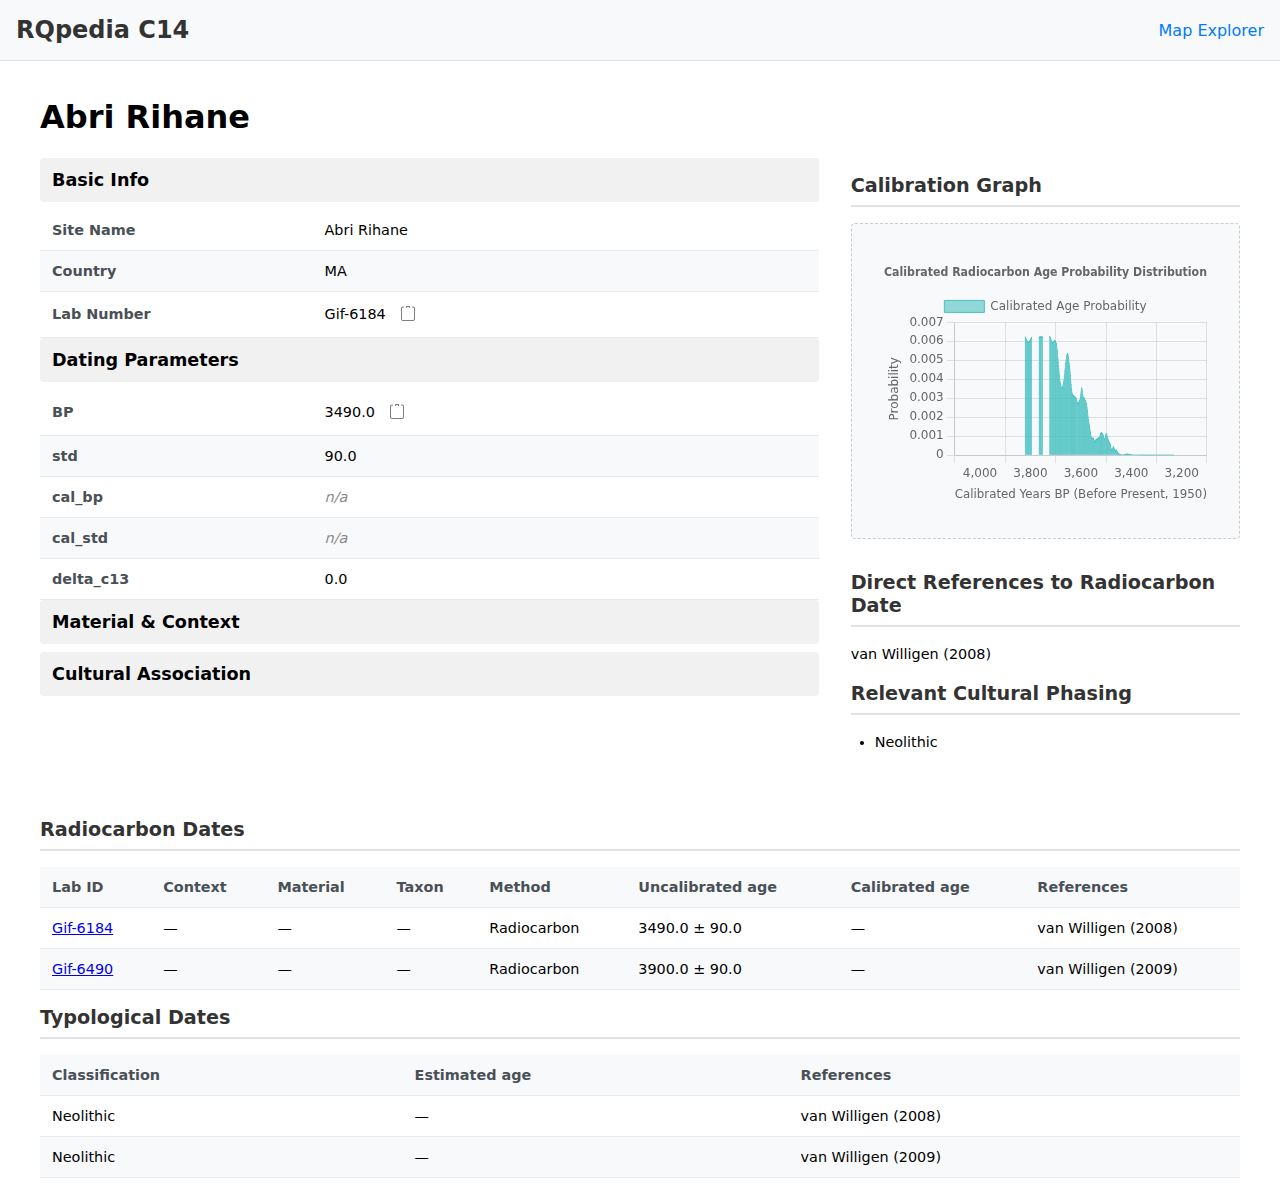 RQpedia C14
Map Explorer
Abri Rihane
Basic Info
Site Name Abri Rihane
Country MA
Lab Number Gif-6184
Dating Parameters
BP 3490.0
std 90.0
cal_bp n/a
cal_std n/a
delta_c13 0.0
Material & Context
Cultural Association
Calibration Graph
Calibrated Radiocarbon Age Probability Distribution
Calibrated Age Probability
Probability
0.007
0.006
0.005
0.004
0.003
0.002
0.001
0
4,000 3,800 3,600 3,400 3,200
Calibrated Years BP (Before Present, 1950)
Direct References to Radiocarbon
Date
van Willigen (2008)
Relevant Cultural Phasing
• Neolithic
Radiocarbon Dates
Lab ID Context Material Taxon Method Uncalibrated age Calibrated age References
Gif-6184 — — — Radiocarbon 3490.0 ± 90.0 — van Willigen (2008)
Gif-6490 — — — Radiocarbon 3900.0 ± 90.0 — van Willigen (2009)
Typological Dates
Classification Estimated age References
Neolithic — van Willigen (2008)
Neolithic — van Willigen (2009)